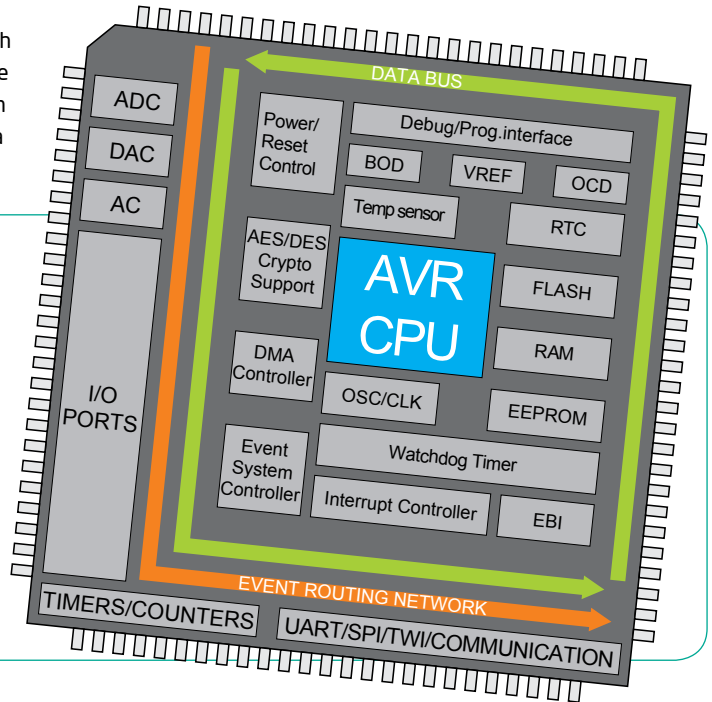 h
e
n
n
DATA BUS
ADC
DAC
AC
I/O
PORTS
Power/
Reset
Control
Debug/Prog.interface
BOD
VREF
OCD
Temp sensor
RTC
AES/DES
Crypto
Support
AVR
CPU
FLASH
DMA
Controller
RAM
OSC/CLK
EEPROM
Event
System
Controller
Watchdog Timer
Interrupt Controller
EBI
EVENT ROUTING NETWORK
TIMERS/COUNTERS
UART/SPI/TWI/COMMUNICATION